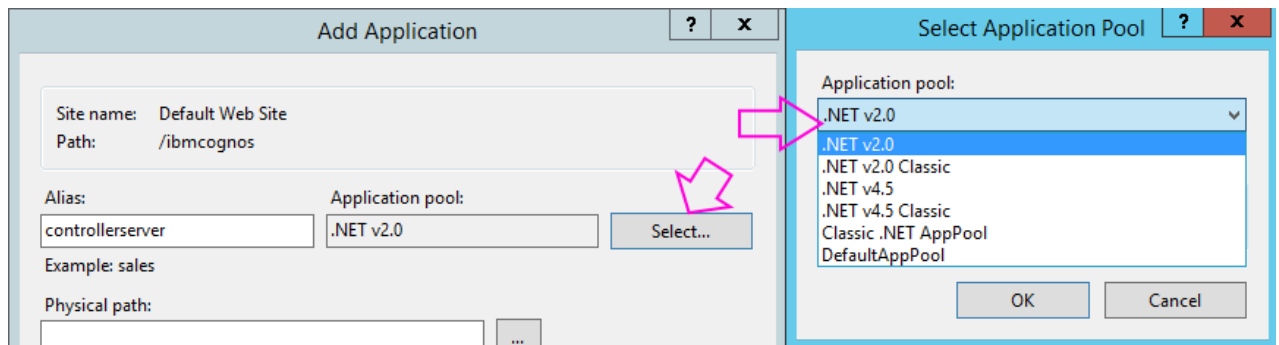 Add Application
? x
Site name: Default Web Site
Path: /ibmcognos
Alias:
Application pool:
controllerserver
.NET v2.0
Select...
Example: sales
Physical path:
...
Select Application Pool
? x
Application pool:
.NET v2.0
.NET v2.0
.NET v2.0 Classic
.NET v4.5
.NET v4.5 Classic
Classic .NET AppPool
DefaultAppPool
OK
Cancel